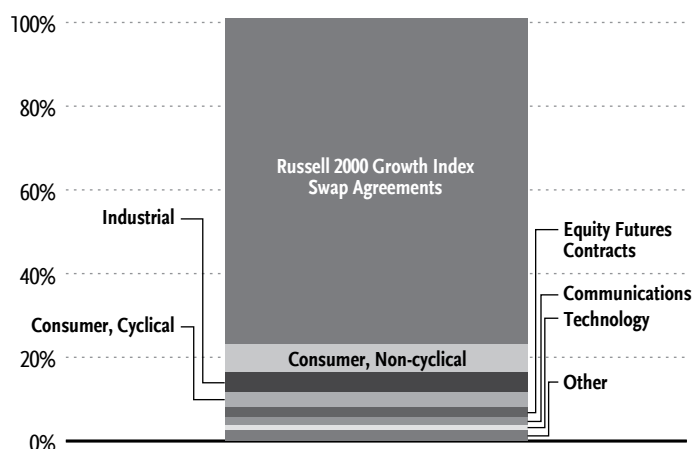 100%
80%
60%
40%
20%
0%
Russell 2000 Growth Index
Swap Agreements
Industrial
Consumer, Cyclical
Consumer, Non-cyclical
Equity Futures
Contracts
Communications
Technology
Other